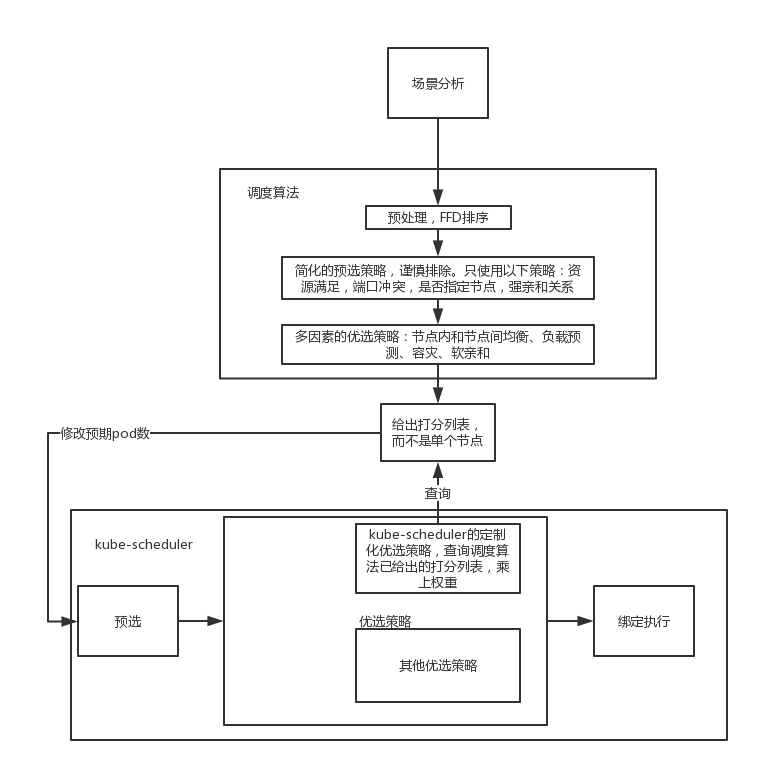 场景分析
调度算法
预处理，FFD排序
简化的预选策略，谨慎排除。只使用以下策略：资
源满足，端口冲突，是否指定节点，强亲和关系
多因素的优选策略：节点内和节点间均衡、负载预
测、容灾、软亲和
给出打分列表，
而不是单个节点
修改预期pod数
查询
kube-scheduler
kube-scheduler的定制
化优选策略，查询调度算
法已给出的打分列表，乘
上权重
预选
优选策略
绑定执行
其他优选策略